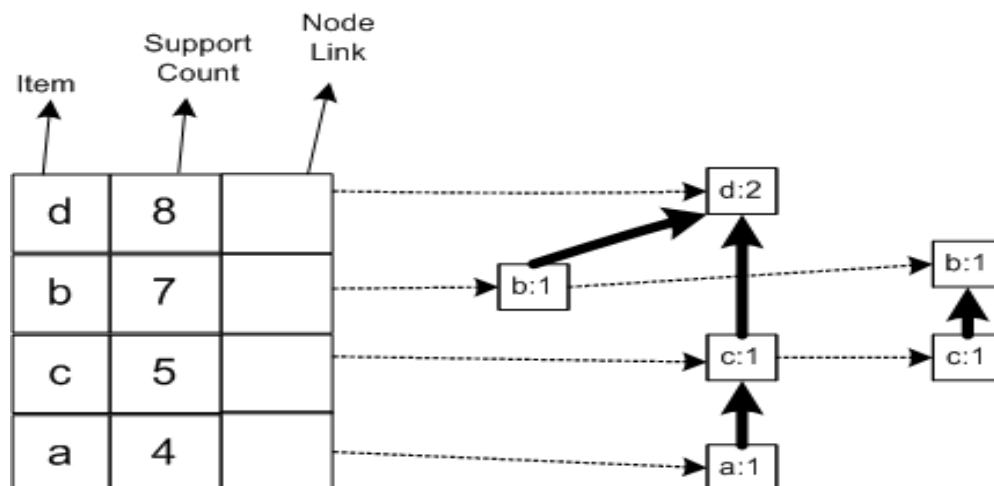 Node
Link
Support
Count
Item
d 8 d:2
b 7 b:1 b:1
c 5 c:1 c:1
a 4 a:1